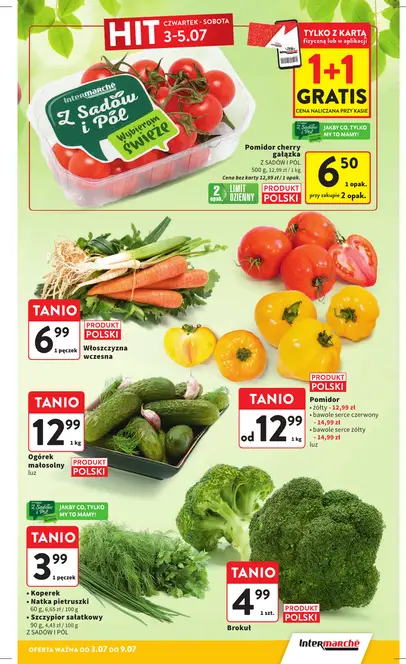 HIT
CZWARTEK - SOBOTA
3-5.07
TYLKO Z KARTĄ
fizyczną lub w aplikacji
1+1
GRATIS
CENA NALICZANA PRZY KASIE
Intermarché
Z Sadów
i Pól
Wybieram
świeże
JAKBY CO, TYLKO
MY TO MAMY!
Pomidor cherry
gałązka
Z SADÓW I PÓL
500 g, 12,99 zł / 1 kg
Cena bez karty 12,99 zł / 1 opak.
2 opak.
LIMIT
DZIENNY
PRODUKT
POLSKI
6 50
1 opak.
przy zakupie 2 opak.
TANIO
6 99
1 pęczek
PRODUKT
POLSKI
Włoszczyzna
wczesna
TANIO
12 99
1 kg
Ogórek
małosolny
luz
PRODUKT
POLSKI
TANIO
od 12 99
1 kg
PRODUKT
POLSKI
Pomidor
• żółty - 12,99 zł
• bawole serce czerwony
- 14,99 zł
• bawole serce żółty
- 14,99 zł
luz
JAKBY CO, TYLKO
MY TO MAMY!
TANIO
3 99
1 pęczek
• Koperek
• Natka pietruszki
60 g, 6,65 zł / 100 g
• Szczypior sałatkowy
90 g, 4,43 zł / 100 g
Z SADÓW I PÓL
TANIO
4 99
1 szt.
Brokuł
OFERTA WAŻNA OD 3.07 DO 9.07
Intermarché